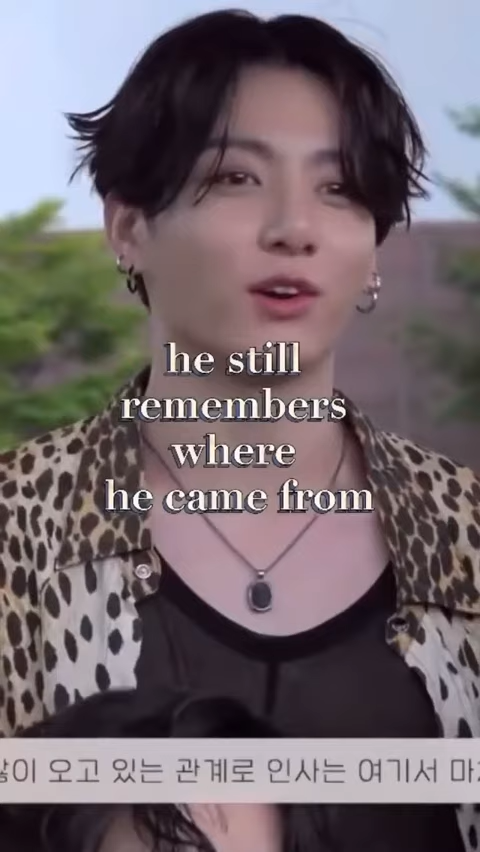 he still
remembers
where
he came from
많이 오고 있는 관계로 인사는 여기서 마